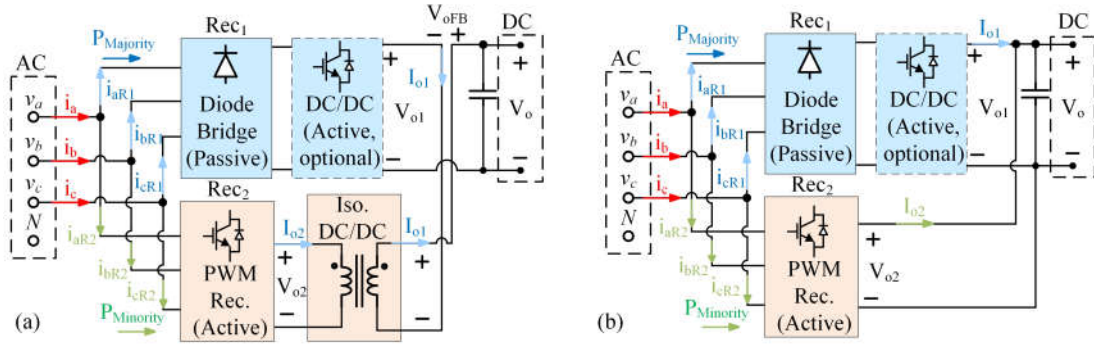 Rec1
VoFB
DC
PMajority
AC
va
ia
vb
ib
vc
ic
N
iaR1
ibR1
icR1
iaR2
ibR2
icR2
Diode
Bridge
(Passive)
DC/DC
(Active,
optional)
− +
+
Io1
Vo1
−
+
Vo
−
Rec2
PWM
Rec.
(Active)
Io2
+
Vo2
−
Iso.
DC/DC
Io1
+
−
PMinority
(a)
Rec1
DC
PMajority
AC
va
ia
vb
ib
vc
ic
N
iaR1
ibR1
icR1
iaR2
ibR2
icR2
Diode
Bridge
(Passive)
DC/DC
(Active,
optional)
Io1
+
Vo1
−
+
Vo
−
Rec2
PWM
Rec.
(Active)
Io2
+
Vo2
−
PMinority
(b)